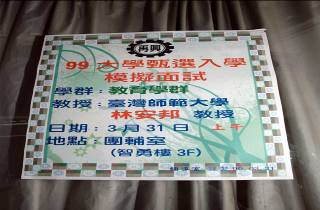 再興
99 大學甄選入學
模擬面試
學群：教育學群
教授：臺灣師範大學
林安邦 教授
日期：3月31日 上午
地點：團輔室
(智勇樓 3F)